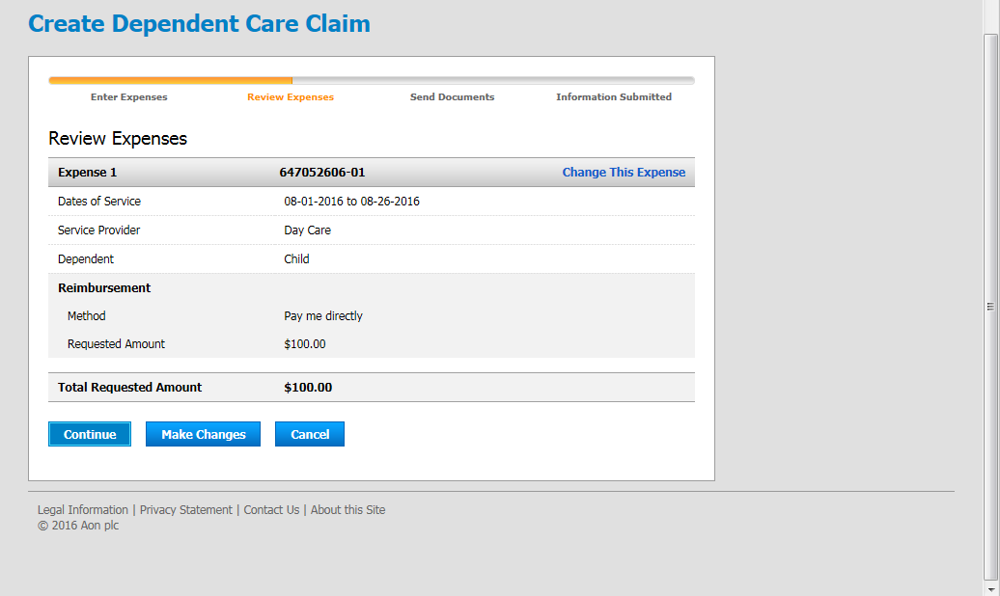 Create Dependent Care Claim
Enter Expenses Review Expenses Send Documents Information Submitted
Review Expenses
Expense 1 647052606-01 Change This Expense
Dates of Service 08-01-2016 to 08-26-2016
Service Provider Day Care
Dependent Child
Reimbursement
Method Pay me directly
Requested Amount $100.00
Total Requested Amount $100.00
Continue Make Changes Cancel
Legal Information | Privacy Statement | Contact Us | About this Site
© 2016 Aon plc